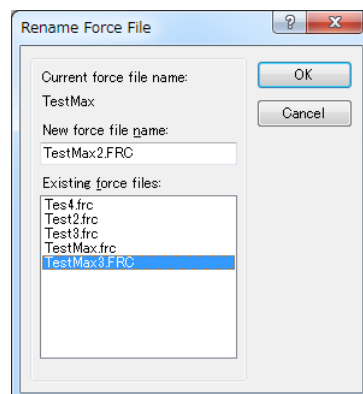 Rename Force File
Current force file name:
TestMax
New force file name:
TestMax2.FRC
Existing force files:
Tes4.frc
Test2.frc
Test3.frc
TestMax.frc
TestMax3.FRC
OK
Cancel